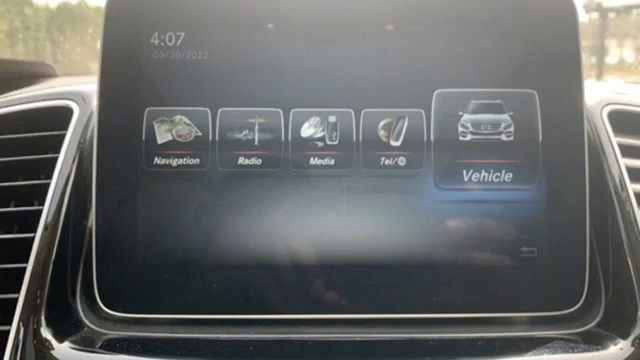 4:07
03/30/2022
Navigation
Radio
Media
Tel/
Vehicle